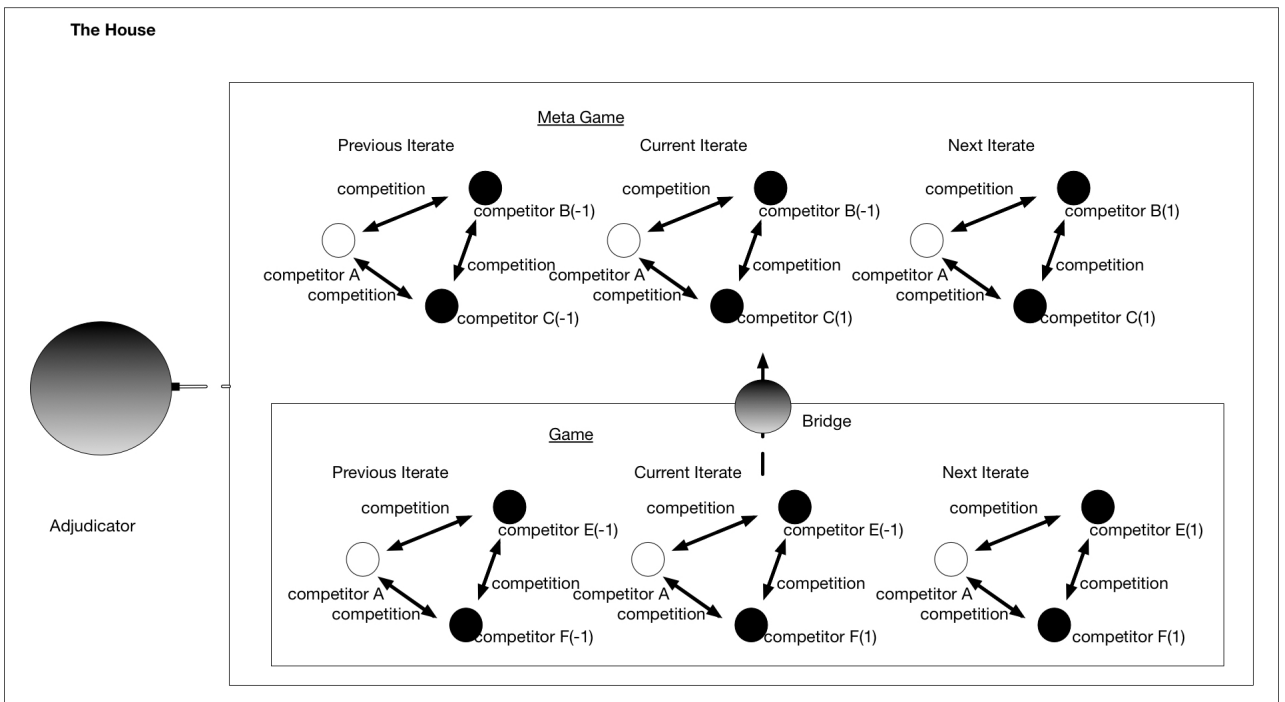 The House
Meta Game
Previous Iterate
Current Iterate
Next Iterate
competition
competitor B(-1)
competitor A
competition
competition
competitor C(-1)
competition
competitor B(-1)
competitor A
competition
competition
competitor C(1)
competition
competitor B(1)
competitor A
competition
competition
competitor C(1)
Bridge
Adjudicator
Game
Previous Iterate
Current Iterate
Next Iterate
competition
competitor E(-1)
competitor A
competition
competition
competitor F(-1)
competition
competitor E(-1)
competitor A
competition
competition
competitor F(1)
competition
competitor E(1)
competitor A
competition
competition
competitor F(1)